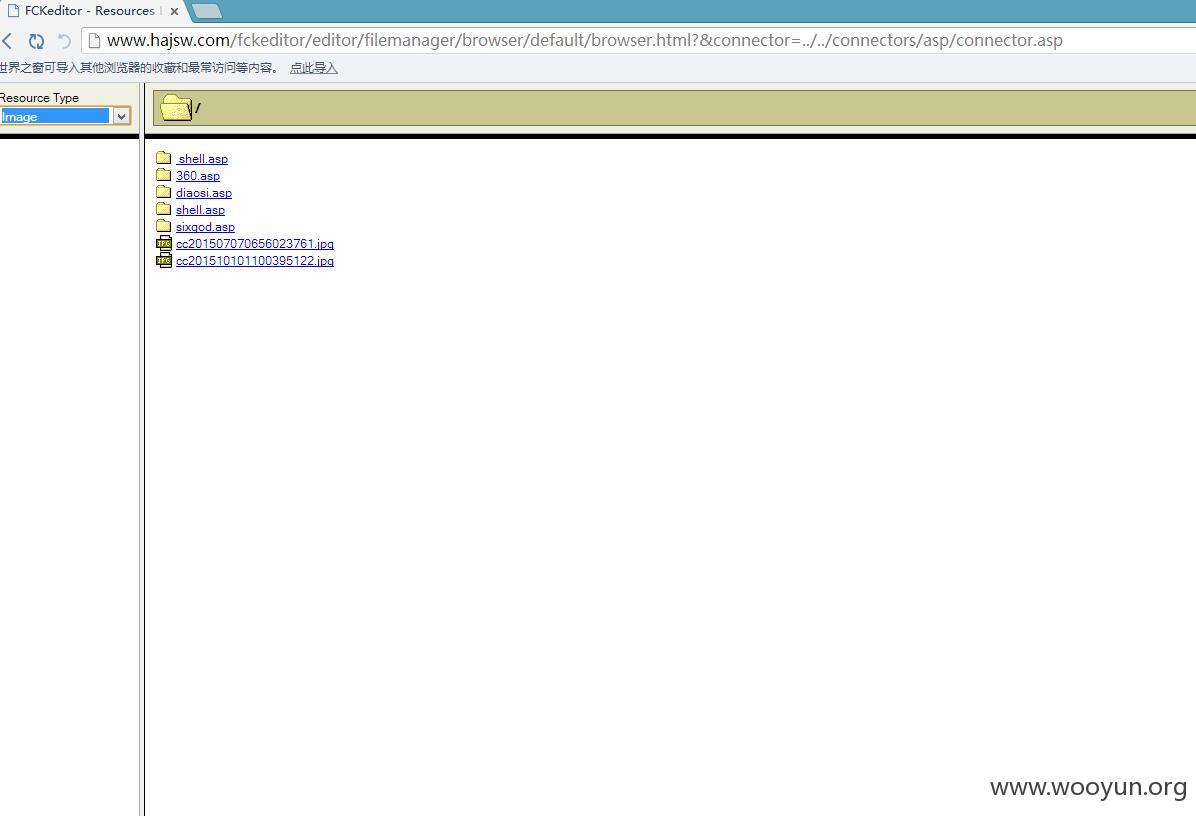 FCKeditor - Resources
www.hajsw.com/fckeditor/editor/filemanager/browser/default/browser.html?&connector=../../connectors/asp/connector.asp
世界之窗可导入其他浏览器的收藏和最常访问等内容。 点此导入
Resource Type
Image
/
shell.asp
360.asp
diaosi.asp
shell.asp
sixgod.asp
cc201507070656023761.jpg
cc201510101100395122.jpg
www.wooyun.org